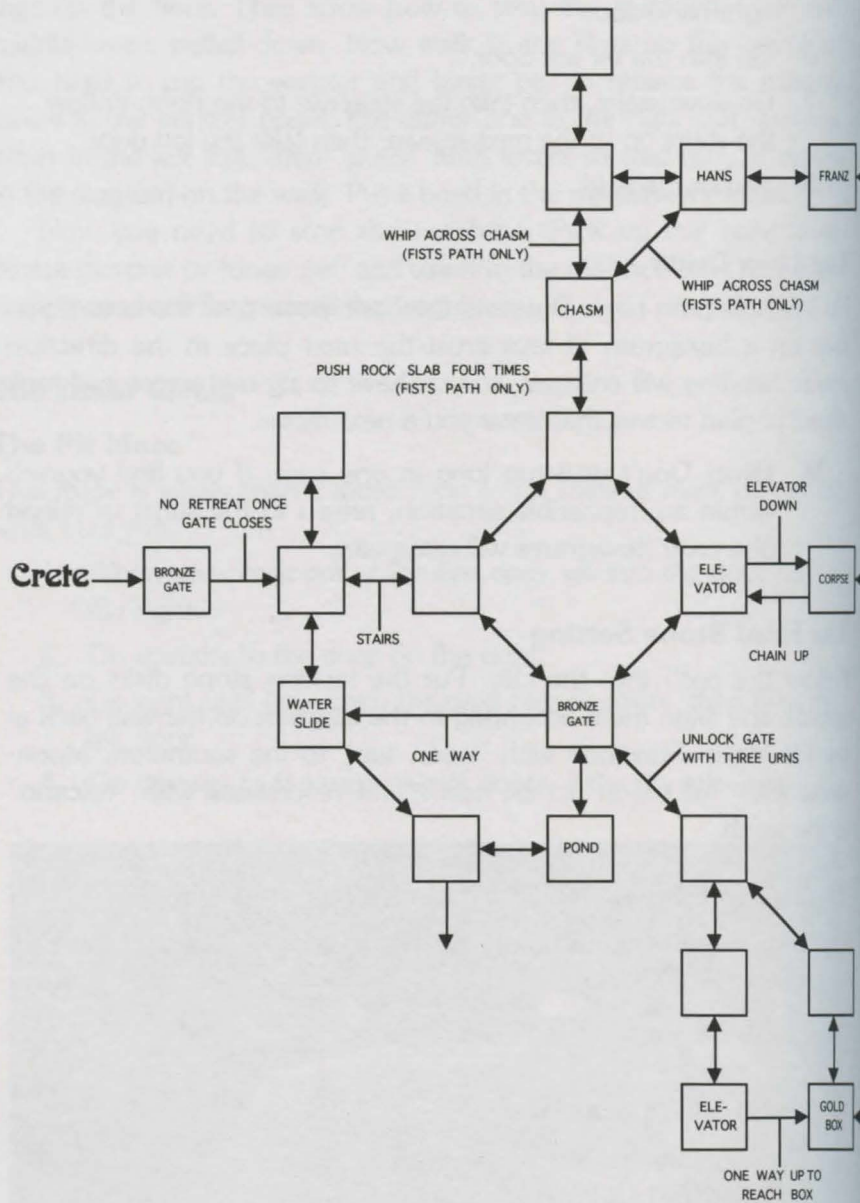 HANS
FRANZ
WHIP ACROSS CHASM
(FISTS PATH ONLY)
WHIP ACROSS CHASM
(FISTS PATH ONLY)
CHASM
PUSH ROCK SLAB FOUR TIMES
(FISTS PATH ONLY)
NO RETREAT ONCE
GATE CLOSES
ELEVATOR
DOWN
Crete
BRONZE
GATE
ELE-
VATOR
CORPSE
STAIRS
CHAIN UP
WATER
SLIDE
BRONZE
GATE
ONE WAY
UNLOCK GATE
WITH THREE URNS
POND
ELE-
VATOR
GOLD
BOX
ONE WAY UP TO
REACH BOX